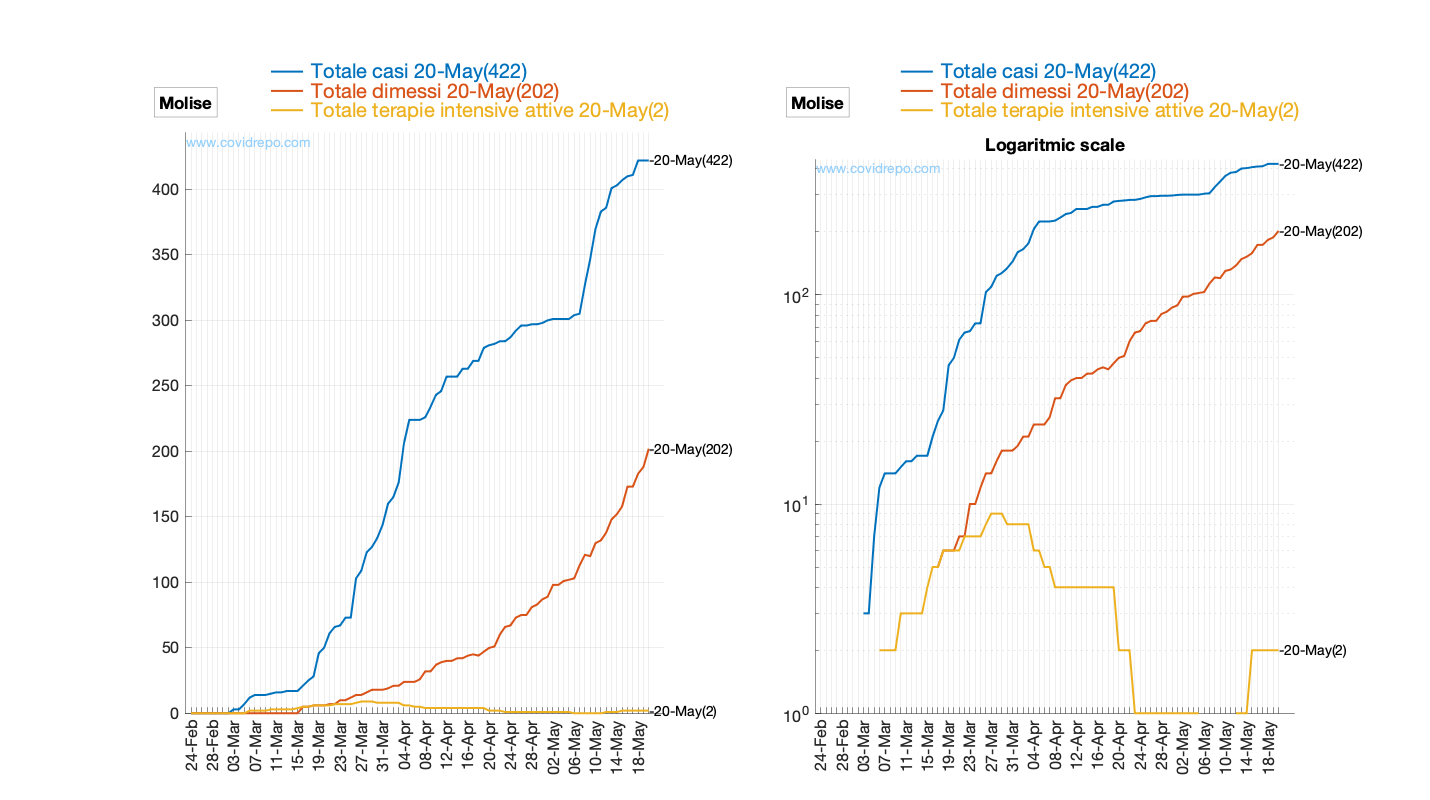 Totale casi 20-May(422)
Totale dimessi 20-May(202)
Totale terapie intensive attive 20-May(2)
Molise
www.covidrepo.com
400
350
300
250
200
150
100
50
0
20-May(422)
20-May(202)
20-May(2)
24-Feb
28-Feb
03-Mar
07-Mar
11-Mar
15-Mar
19-Mar
23-Mar
27-Mar
31-Mar
04-Apr
08-Apr
12-Apr
16-Apr
20-Apr
24-Apr
28-Apr
02-May
06-May
10-May
14-May
18-May
Totale casi 20-May(422)
Totale dimessi 20-May(202)
Totale terapie intensive attive 20-May(2)
Molise
Logaritmic scale
www.covidrepo.com
10²
10¹
10⁰
20-May(422)
20-May(202)
20-May(2)
24-Feb
28-Feb
03-Mar
07-Mar
11-Mar
15-Mar
19-Mar
23-Mar
27-Mar
31-Mar
04-Apr
08-Apr
12-Apr
16-Apr
20-Apr
24-Apr
28-Apr
02-May
06-May
10-May
14-May
18-May